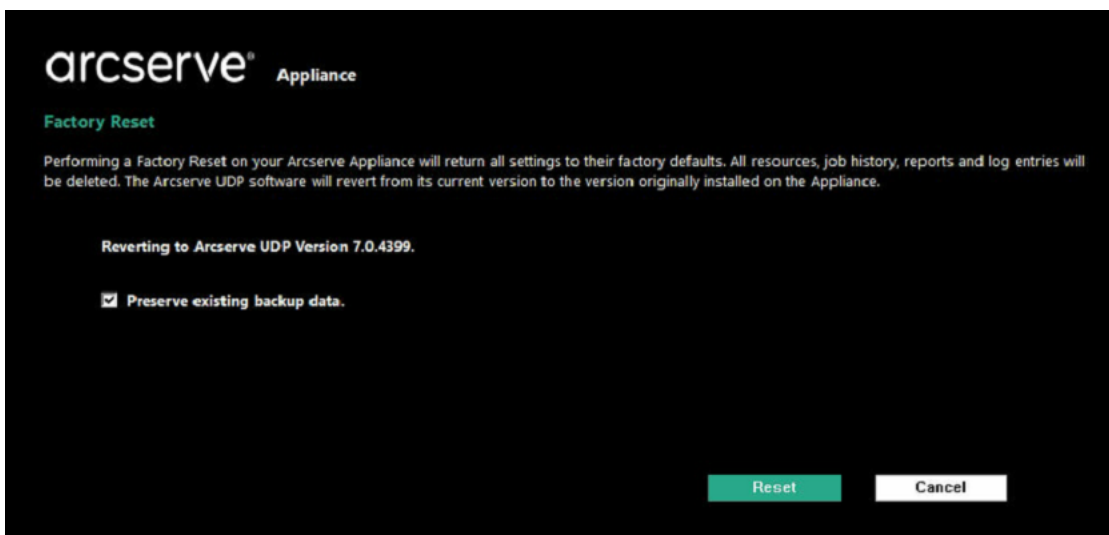 arcserve® Appliance
Factory Reset
Performing a Factory Reset on your Arcserve Appliance will return all settings to their factory defaults. All resources, job history, reports and log entries will
be deleted. The Arcserve UDP software will revert from its current version to the version originally installed on the Appliance.
Reverting to Arcserve UDP Version 7.0.4399.
Preserve existing backup data.
Reset Cancel